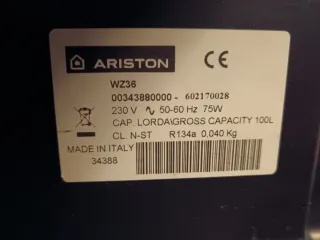 ARISTON CE
WZ36
00343880000 - 602170028
230 V ~ 50-60 Hz 75W
CAP. LORDA\GROSS CAPACITY 100L
CL. N-ST R134a 0.040 Kg
MADE IN ITALY
34388